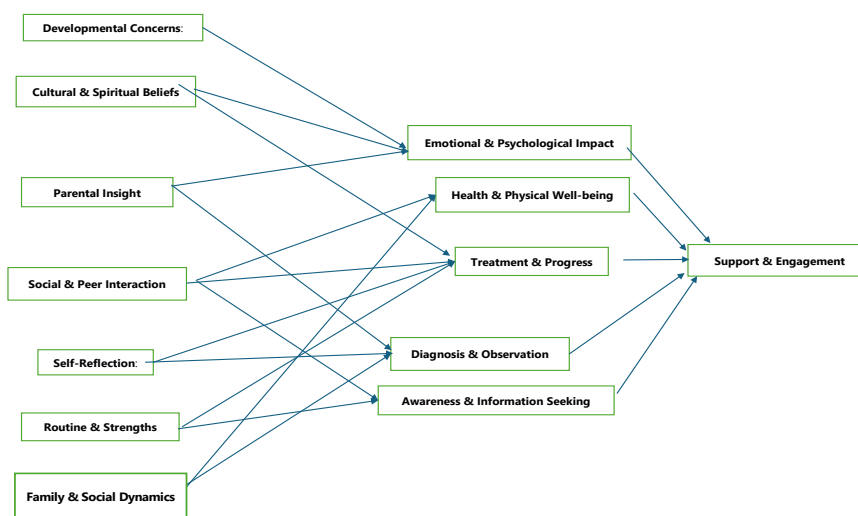 Developmental Concerns:
Cultural & Spiritual Beliefs
Parental Insight
Social & Peer Interaction
Self-Reflection:
Routine & Strengths
Family & Social Dynamics
Emotional & Psychological Impact
Health & Physical Well-being
Treatment & Progress
Diagnosis & Observation
Awareness & Information Seeking
Support & Engagement